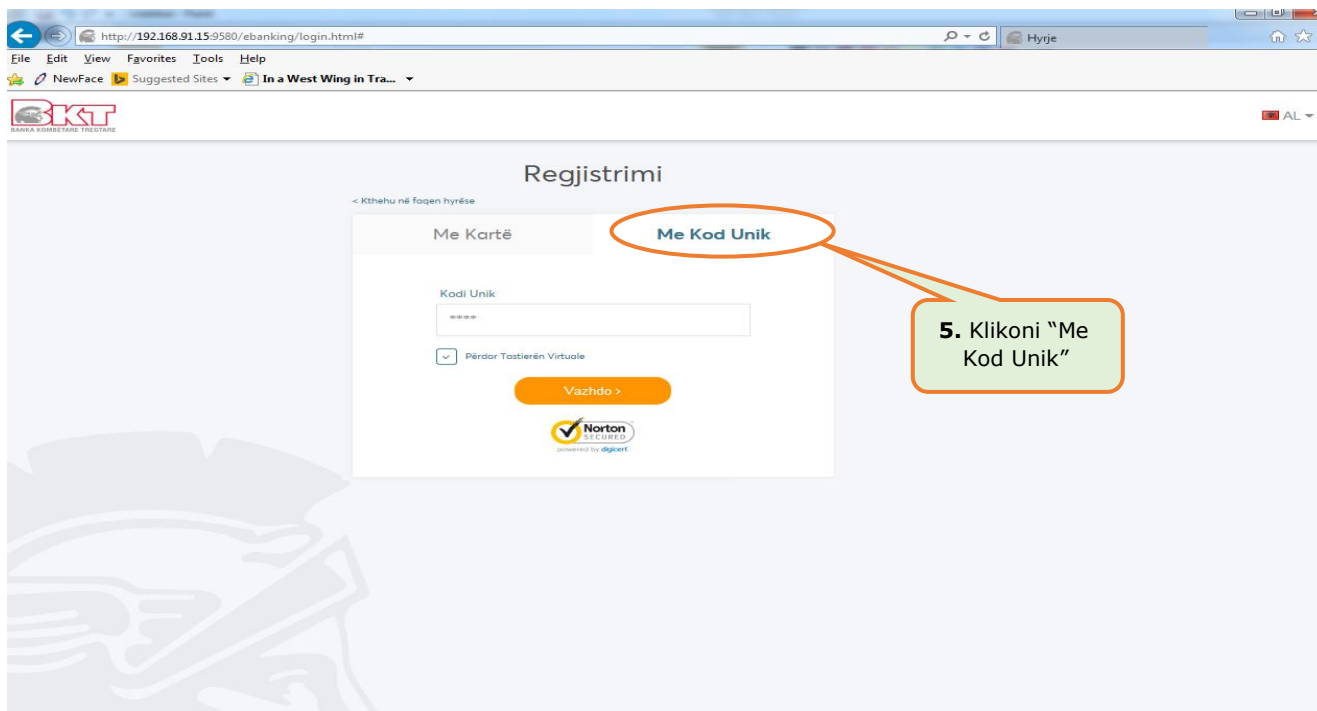 http://192.168.91.15:9580/ebanking/login.html#
Hyrje
File Edit View Favorites Tools Help
NewFace Suggested Sites In a West Wing in Tra...
BKT
BANKA KOMBËTARE TREGTARE
AL
Regjistrimi
< Kthehu në faqen hyrëse
Me Kartë
Me Kod Unik
Kodi Unik
****
Përdor Tastierën Virtuale
Vazhdo >
Norton
SECURED
powered by digicert
5. Klikoni “Me
Kod Unik”